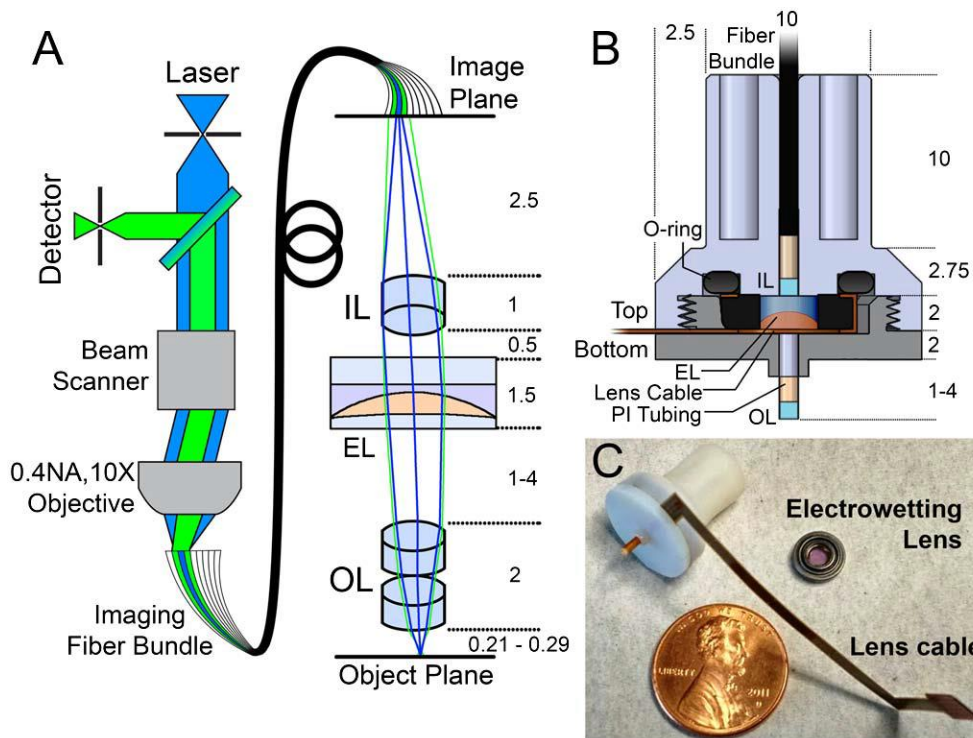 A
Laser
Detector
Beam
Scanner
0.4NA,10X
Objective
Imaging
Fiber Bundle
Image
Plane
2.5
IL
1
0.5
1.5
EL
1-4
OL
2
0.21 - 0.29
Object Plane
B
2.5
10
Fiber
Bundle
10
O-ring
IL
2.75
Top
2
Bottom
2
EL
Lens Cable
PI Tubing
1-4
OL
C
Electrowetting
Lens
Lens cable
LIBERTY
2011
D